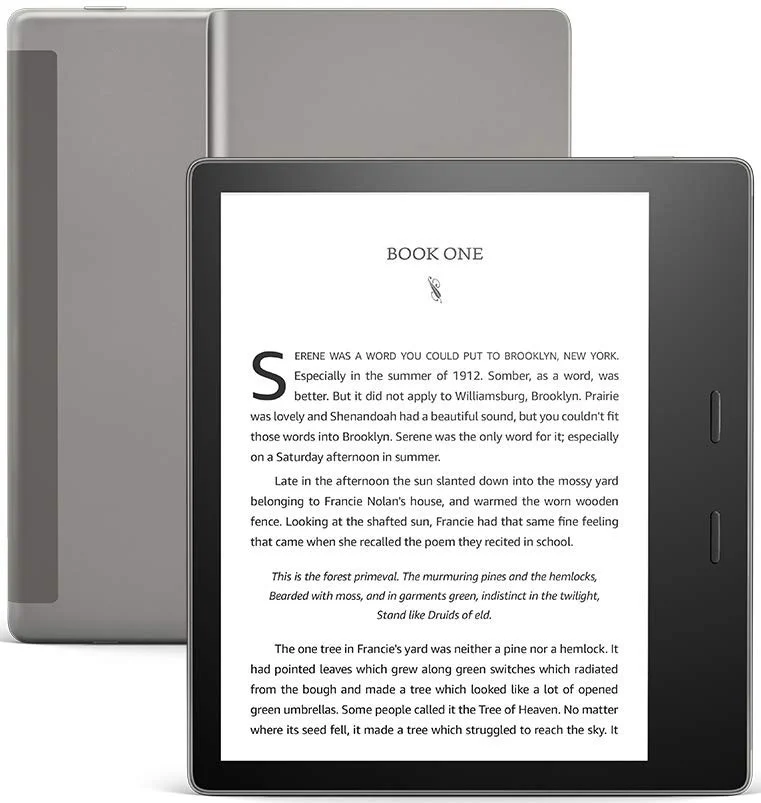 BOOK ONE
SERENE WAS A WORD YOU COULD PUT TO BROOKLYN, NEW YORK.
Especially in the summer of 1912. Somber, as a word, was
better. But it did not apply to Williamsburg, Brooklyn. Prairie
was lovely and Shenandoah had a beautiful sound, but you couldn't fit
those words into Brooklyn. Serene was the only word for it; especially
on a Saturday afternoon in summer.
Late in the afternoon the sun slanted down into the mossy yard
belonging to Francie Nolan's house, and warmed the worn wooden
fence. Looking at the shafted sun, Francie had that same fine feeling
that came when she recalled the poem they recited in school.
This is the forest primeval. The murmuring pines and the hemlocks,
Bearded with moss, and in garments green, indistinct in the twilight,
Stand like Druids of eld.
The one tree in Francie's yard was neither a pine nor a hemlock. It
had pointed leaves which grew along green switches which radiated
from the bough and made a tree which looked like a lot of opened
green umbrellas. Some people called it the Tree of Heaven. No matter
where its seed fell, it made a tree which struggled to reach the sky. It